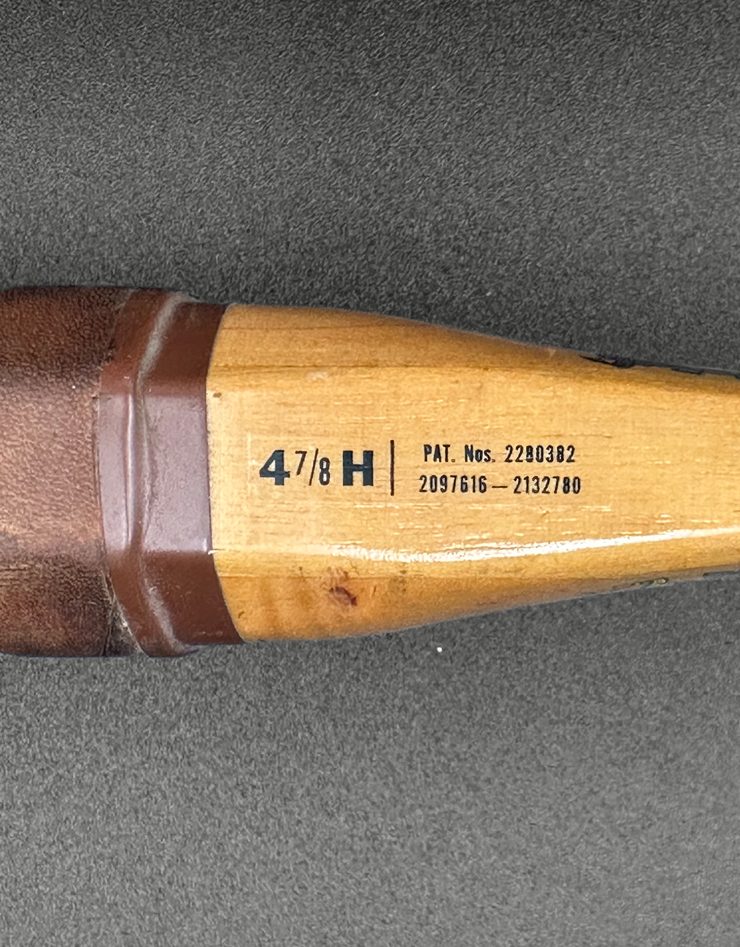 4 7/8 H | PAT. Nos. 2280382
2097616 — 2132780